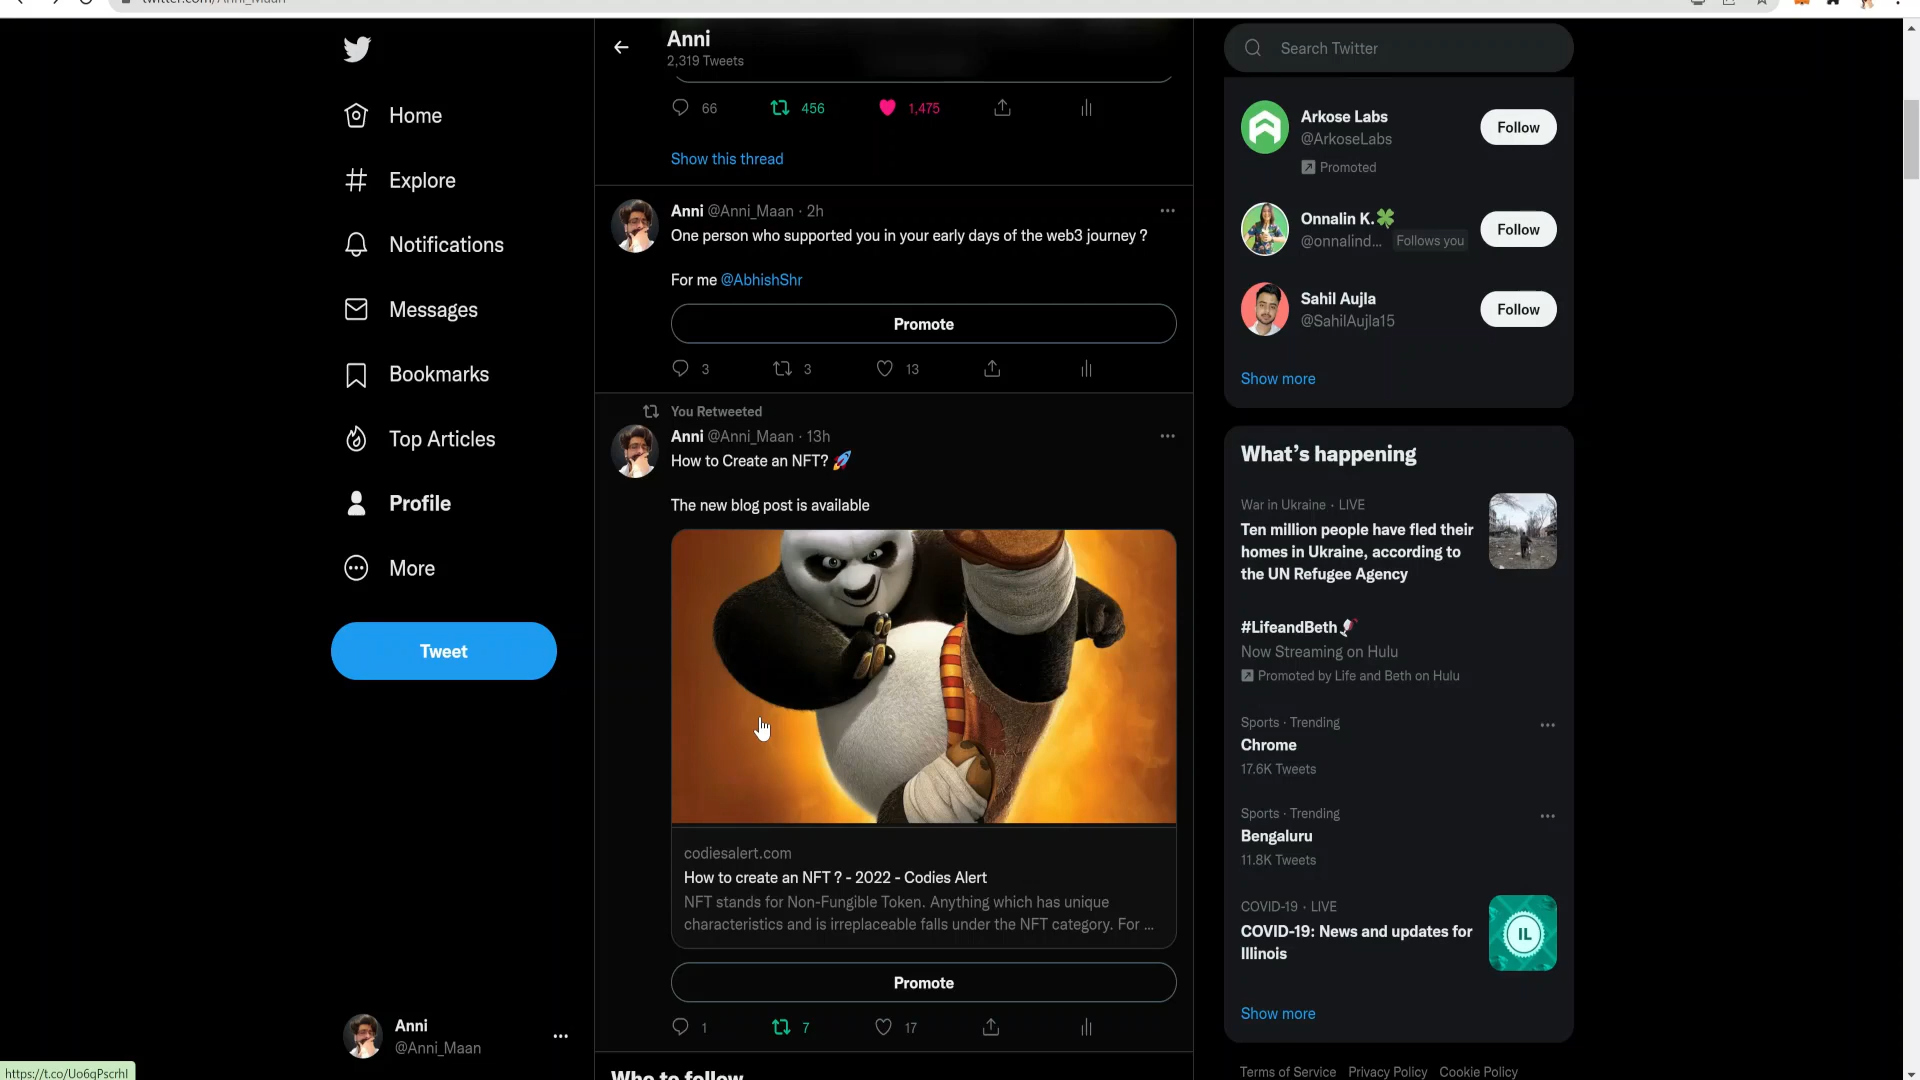 twitter.com/Anni_Maan
Home
Explore
Notifications
Messages
Bookmarks
Top Articles
Profile
More
Tweet
Anni
@Anni_Maan
https://t.co/Uo6qPscrhl
Anni
2,319 Tweets
66 456 1,475
Show this thread
Anni @Anni_Maan · 2h
One person who supported you in your early days of the web3 journey ?
For me @AbhishShr
Promote
3 3 13
You Retweeted
Anni @Anni_Maan · 13h
How to Create an NFT? 🚀
The new blog post is available
codiesalert.com
How to create an NFT ? - 2022 - Codies Alert
NFT stands for Non-Fungible Token. Anything which has unique
characteristics and is irreplaceable falls under the NFT category. For ...
Promote
1 7 17
Who to follow
Search Twitter
Arkose Labs
@ArkoseLabs
Promoted
Follow
Onnalin K.🍀
@onnalind... Follows you
Follow
Sahil Aujla
@SahilAujla15
Follow
Show more
What's happening
War in Ukraine · LIVE
Ten million people have fled their
homes in Ukraine, according to
the UN Refugee Agency
#LifeandBeth
Now Streaming on Hulu
Promoted by Life and Beth on Hulu
Sports · Trending
Chrome
17.6K Tweets
Sports · Trending
Bengaluru
11.8K Tweets
COVID-19 · LIVE
COVID-19: News and updates for
Illinois
IL
Show more
Terms of Service Privacy Policy Cookie Policy